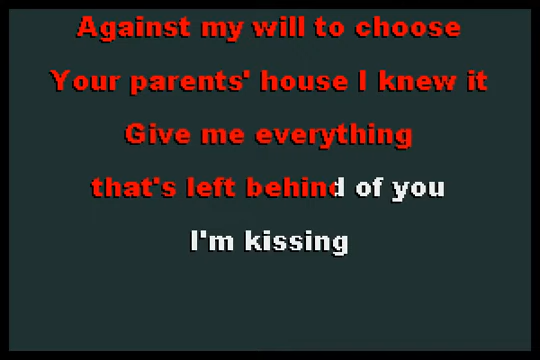 Against my will to choose
Your parents' house I knew it
Give me everything
that's left behind of you
I'm kissing